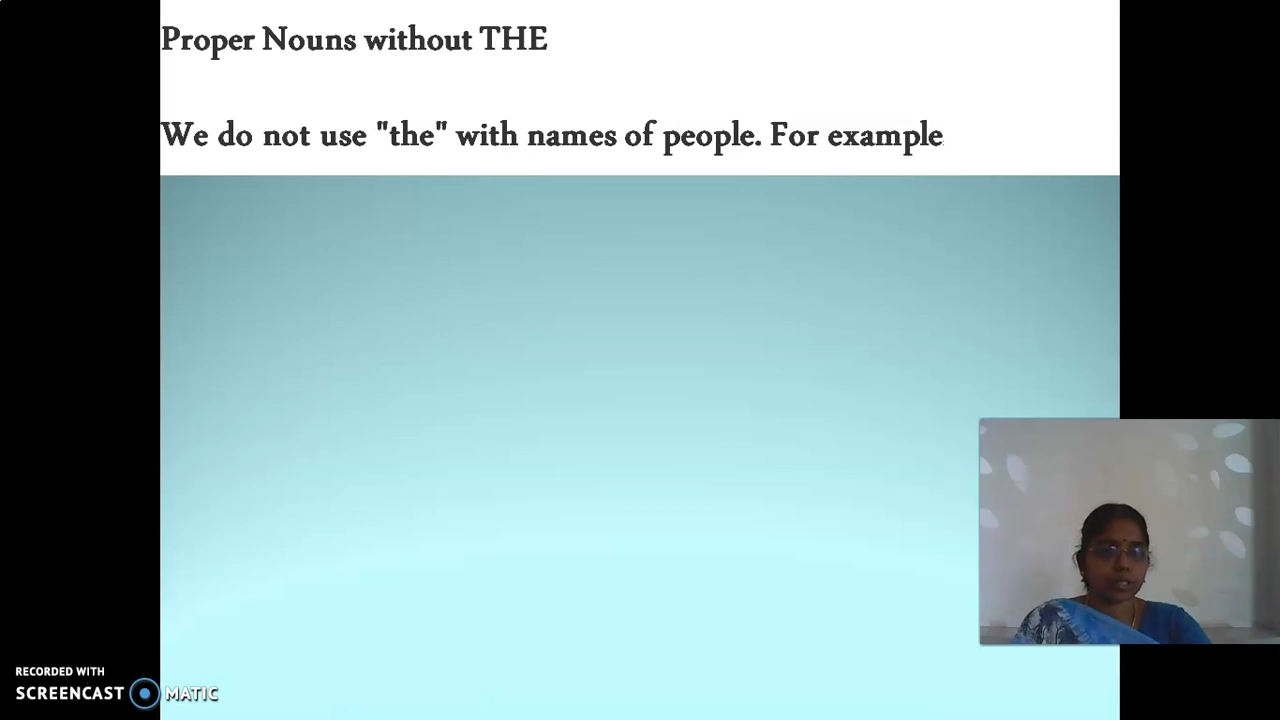 Proper Nouns without THE
We do not use "the" with names of people. For example
RECORDED WITH
SCREENCAST MATIC